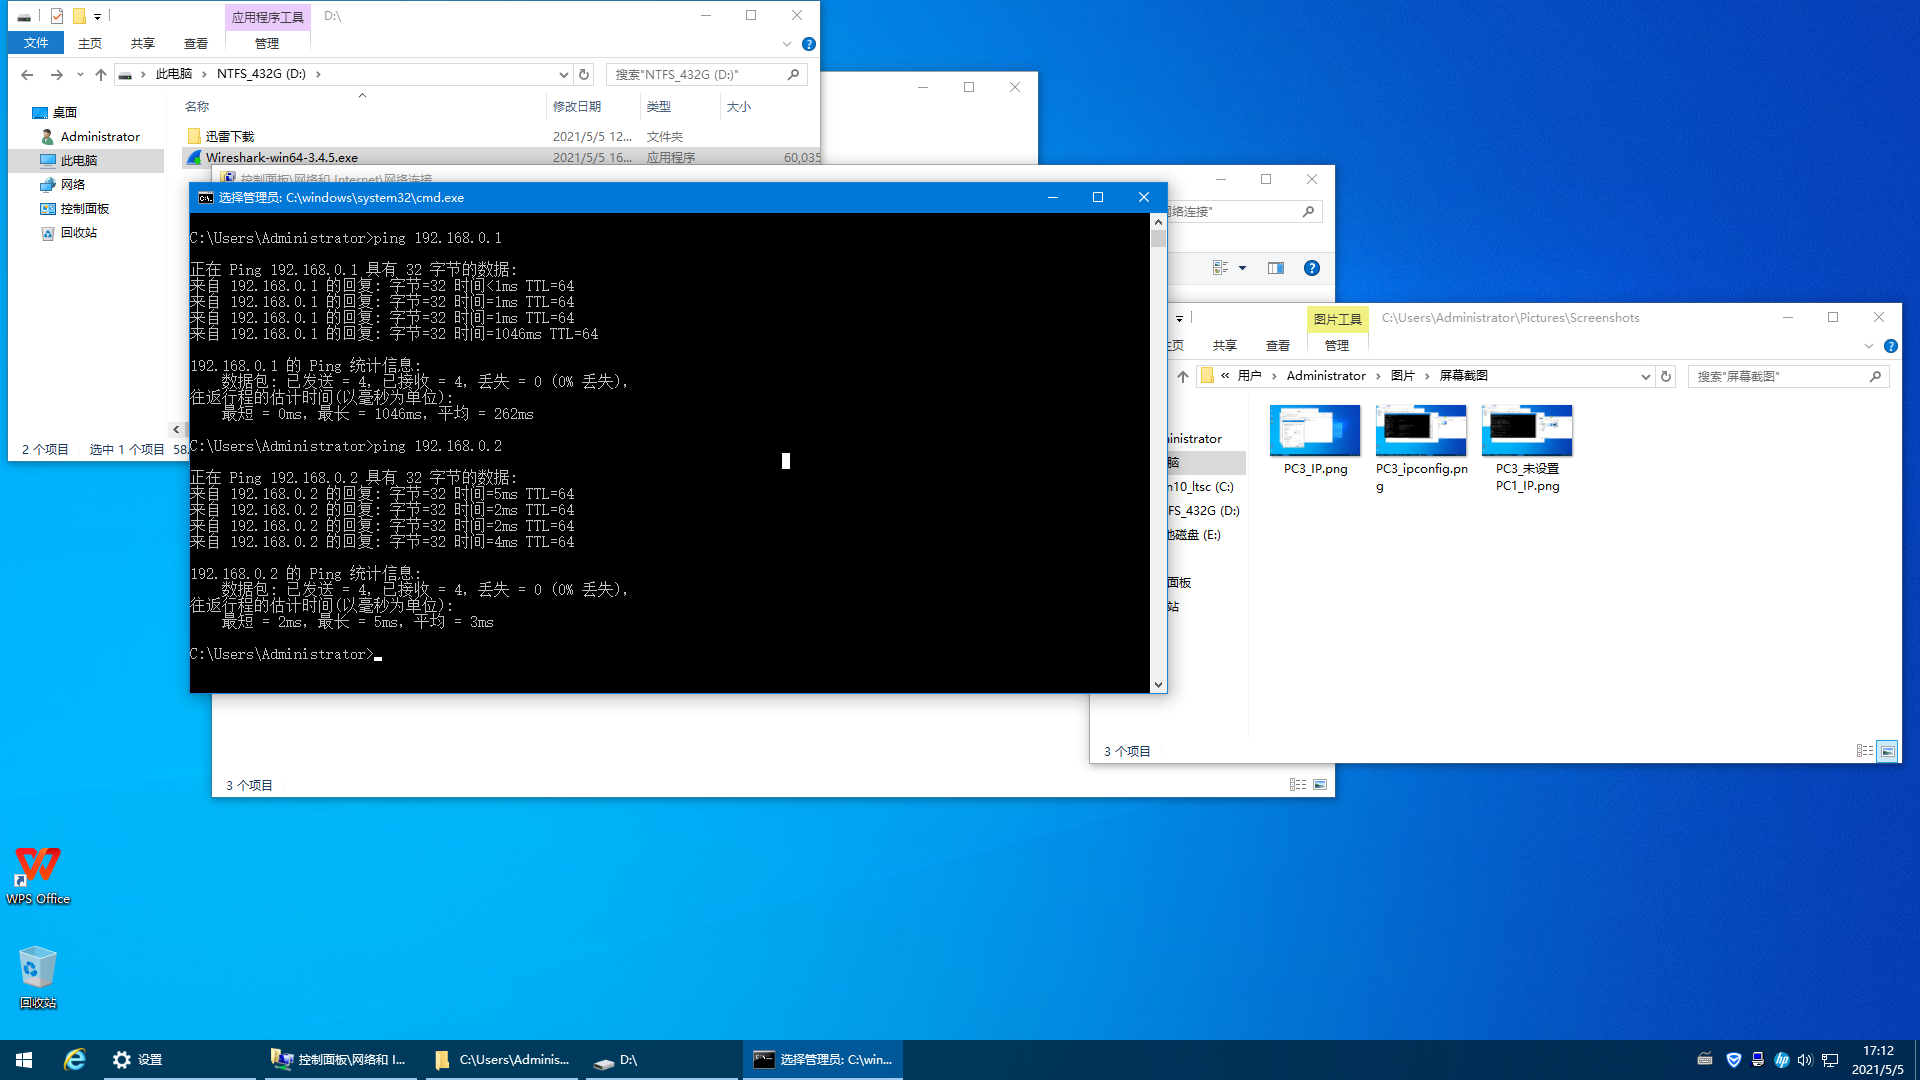 应用程序工具
D:\
文件
主页
共享
查看
管理
此电脑
NTFS_432G (D:)
搜索"NTFS_432G (D:)"
名称
修改日期
类型
大小
桌面
Administrator
此电脑
网络
控制面板
回收站
迅雷下载
2021/5/5 12...
文件夹
Wireshark-win64-3.4.5.exe
2021/5/5 16...
应用程序
60,035
2 个项目
选中 1 个项目
58.
控制面板\网络和 Internet\网络连接
络连接"
选择管理员: C:\windows\system32\cmd.exe
C:\Users\Administrator>ping 192.168.0.1
正在 Ping 192.168.0.1 具有 32 字节的数据:
来自 192.168.0.1 的回复: 字节=32 时间<1ms TTL=64
来自 192.168.0.1 的回复: 字节=32 时间=1ms TTL=64
来自 192.168.0.1 的回复: 字节=32 时间=1ms TTL=64
来自 192.168.0.1 的回复: 字节=32 时间=1046ms TTL=64
192.168.0.1 的 Ping 统计信息:
数据包: 已发送 = 4, 已接收 = 4, 丢失 = 0 (0% 丢失),
往返行程的估计时间(以毫秒为单位):
最短 = 0ms, 最长 = 1046ms, 平均 = 262ms
C:\Users\Administrator>ping 192.168.0.2
正在 Ping 192.168.0.2 具有 32 字节的数据:
来自 192.168.0.2 的回复: 字节=32 时间=5ms TTL=64
来自 192.168.0.2 的回复: 字节=32 时间=2ms TTL=64
来自 192.168.0.2 的回复: 字节=32 时间=2ms TTL=64
来自 192.168.0.2 的回复: 字节=32 时间=4ms TTL=64
192.168.0.2 的 Ping 统计信息:
数据包: 已发送 = 4, 已接收 = 4, 丢失 = 0 (0% 丢失),
往返行程的估计时间(以毫秒为单位):
最短 = 2ms, 最长 = 5ms, 平均 = 3ms
C:\Users\Administrator>
3 个项目
图片工具
C:\Users\Administrator\Pictures\Screenshots
页
共享
查看
管理
« 用户
Administrator
图片
屏幕截图
搜索"屏幕截图"
inistrator
脑
n10_ltsc (C:)
FS_432G (D:)
磁盘 (E:)
面板
站
PC3_IP.png
PC3_ipconfig.png
PC3_未设置PC1_IP.png
3 个项目
WPS Office
回收站
设置
控制面板\网络和 I...
C:\Users\Adminis...
D:\
选择管理员: C:\win...
17:12
2021/5/5